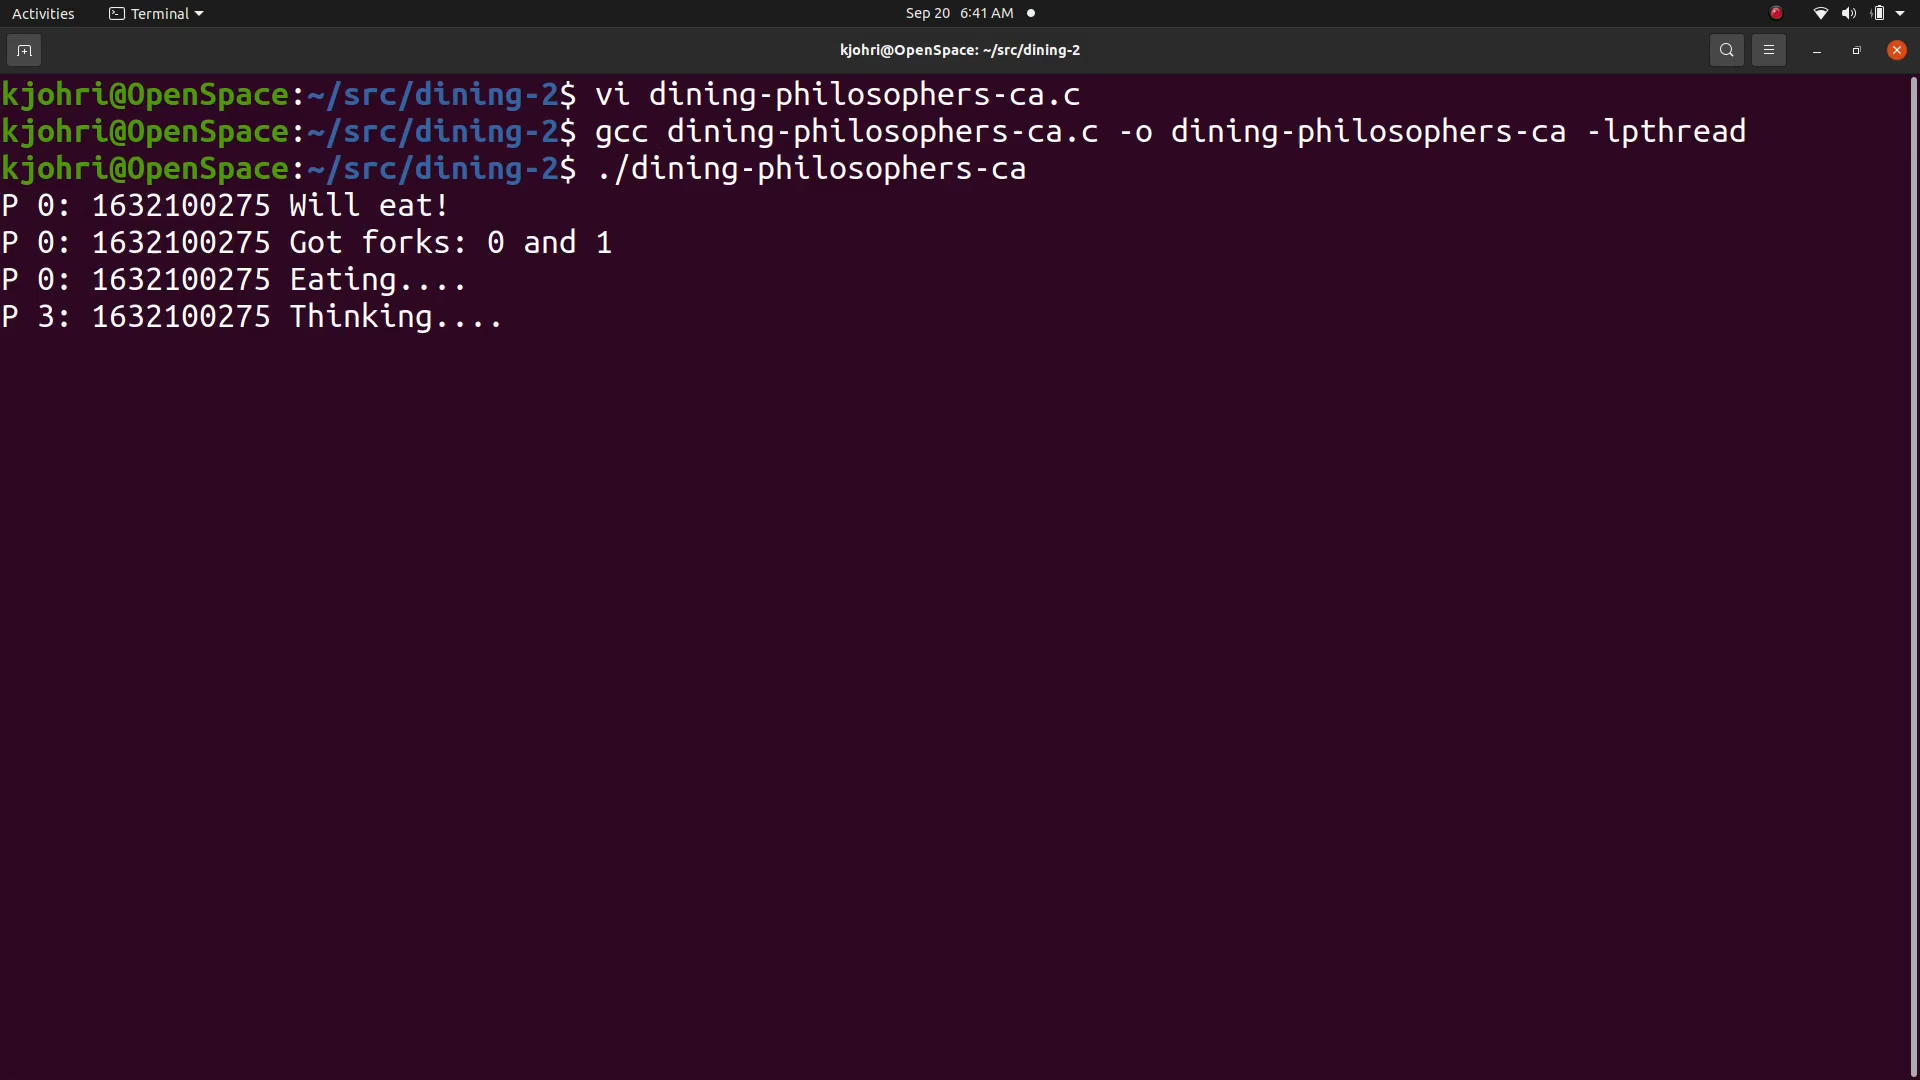 Activities Terminal Sep 20 6:41 AM
kjohri@OpenSpace: ~/src/dining-2
kjohri@OpenSpace:~/src/dining-2$ vi dining-philosophers-ca.c
kjohri@OpenSpace:~/src/dining-2$ gcc dining-philosophers-ca.c -o dining-philosophers-ca -lpthread
kjohri@OpenSpace:~/src/dining-2$ ./dining-philosophers-ca
P 0: 1632100275 Will eat!
P 0: 1632100275 Got forks: 0 and 1
P 0: 1632100275 Eating....
P 3: 1632100275 Thinking....